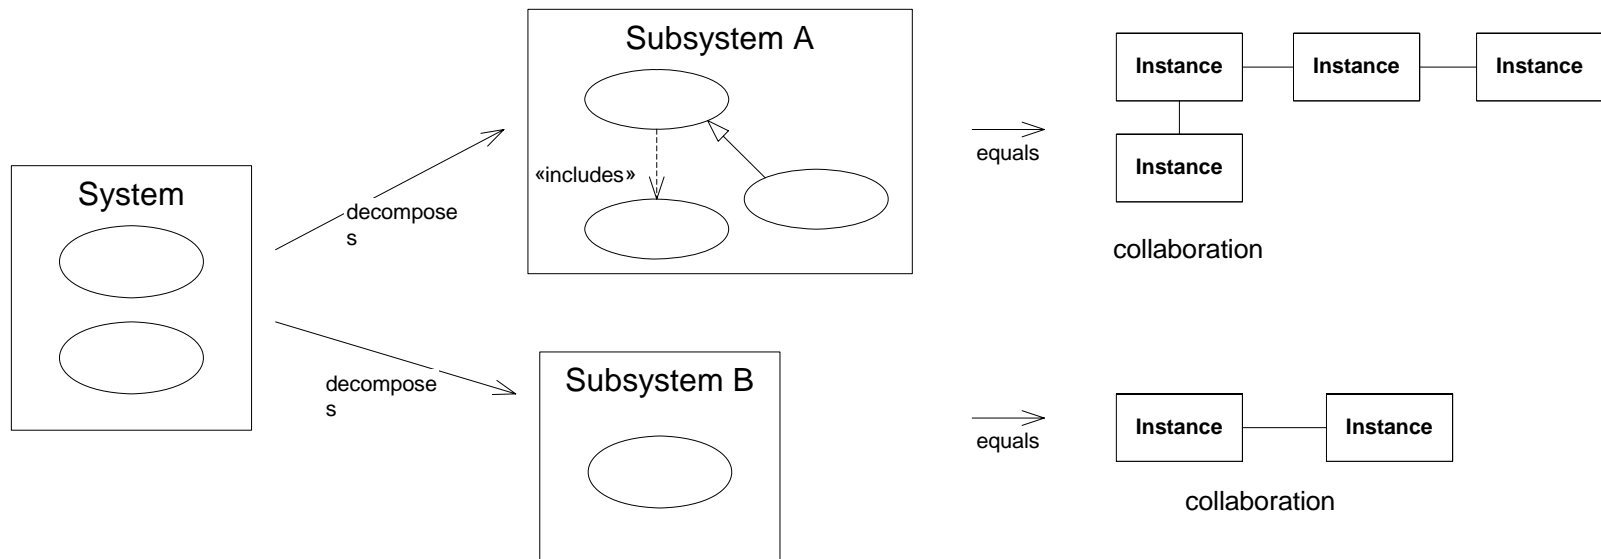 System
decompose
s
decompose
s
Subsystem A
«includes»
Subsystem B
equals
Instance
Instance
Instance
Instance
collaboration
equals
Instance
Instance
collaboration